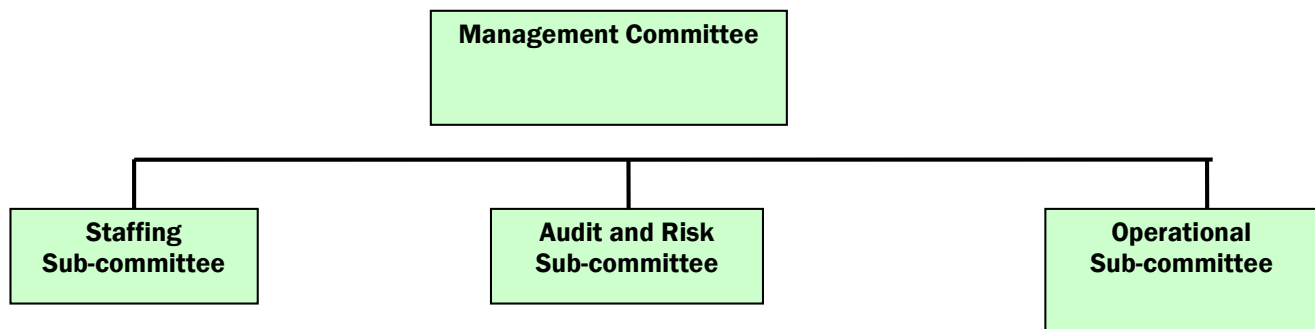 Management Committee
Staffing
Sub-committee
Audit and Risk
Sub-committee
Operational
Sub-committee